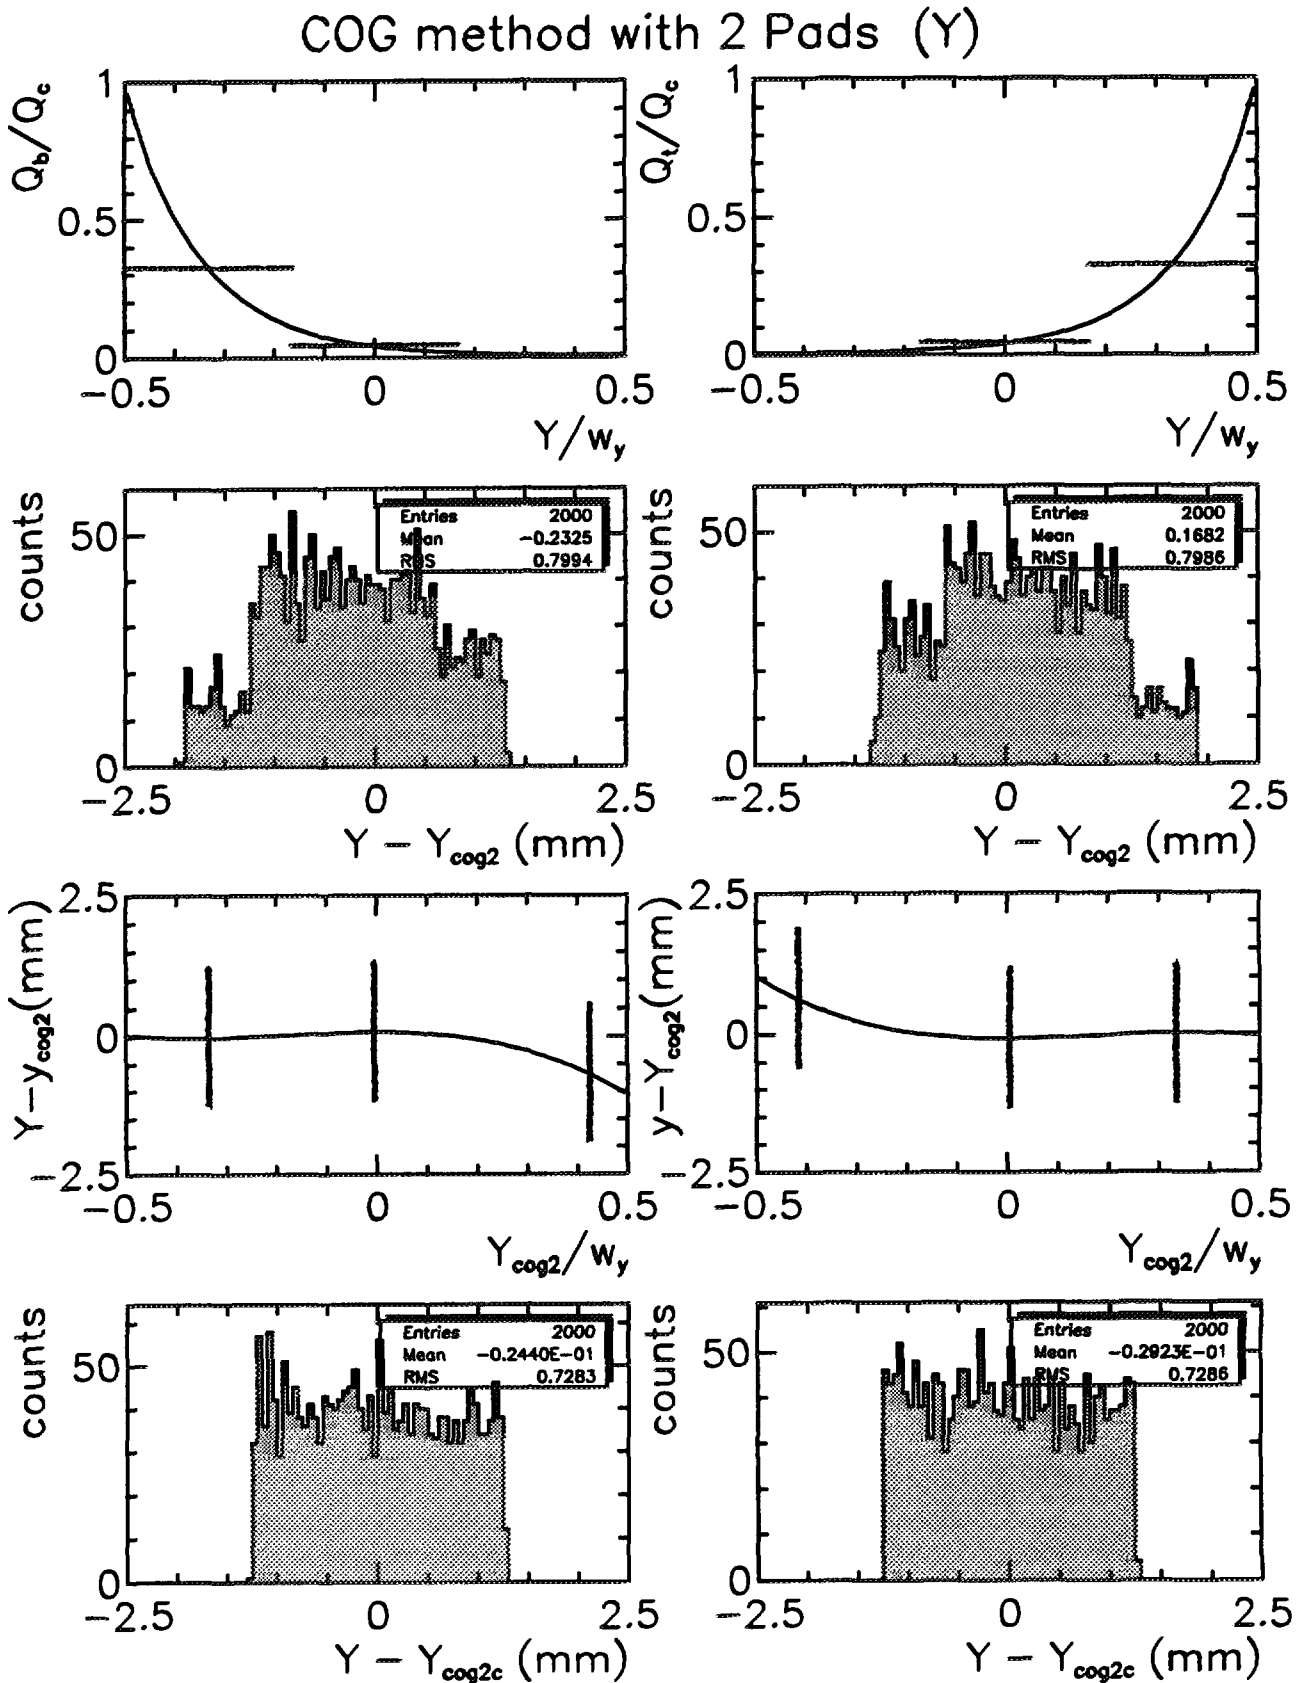 COG method with 2 Pads (Y)
Q_b/Q_c
1
0.5
0
-0.5
0
0.5
Y/w_y
Q_t/Q_c
1
0.5
0
-0.5
0
0.5
Y/w_y
counts
50
0
Entries 2000
Mean -0.2325
RMS 0.7994
-2.5
0
2.5
Y - Y_cog2 (mm)
counts
50
0
Entries 2000
Mean 0.1682
RMS 0.7986
-2.5
0
2.5
Y - Y_cog2 (mm)
Y-y_cog2(mm)
2.5
0
-2.5
-0.5
0
0.5
Y_cog2/w_y
y-Y_cog2(mm)
2.5
0
-2.5
-0.5
0
0.5
Y_cog2/w_y
counts
50
0
Entries 2000
Mean -0.2440E-01
RMS 0.7283
-2.5
0
2.5
Y - Y_cog2c (mm)
counts
50
0
Entries 2000
Mean -0.2923E-01
RMS 0.7286
-2.5
0
2.5
Y - Y_cog2c (mm)